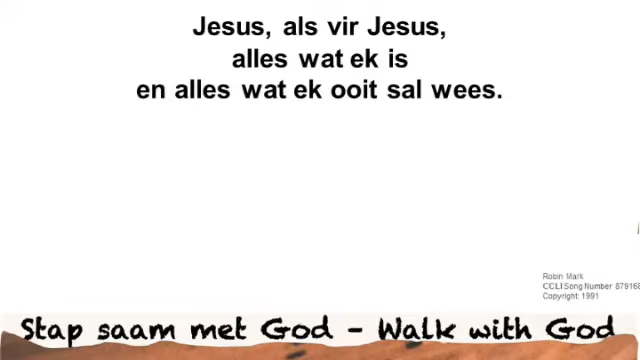 Jesus, als vir Jesus,
alles wat ek is
en alles wat ek ooit sal wees.
Robin Mark
CCLI Song Number 879168
Copyright: 1991
Stap saam met God - Walk with God